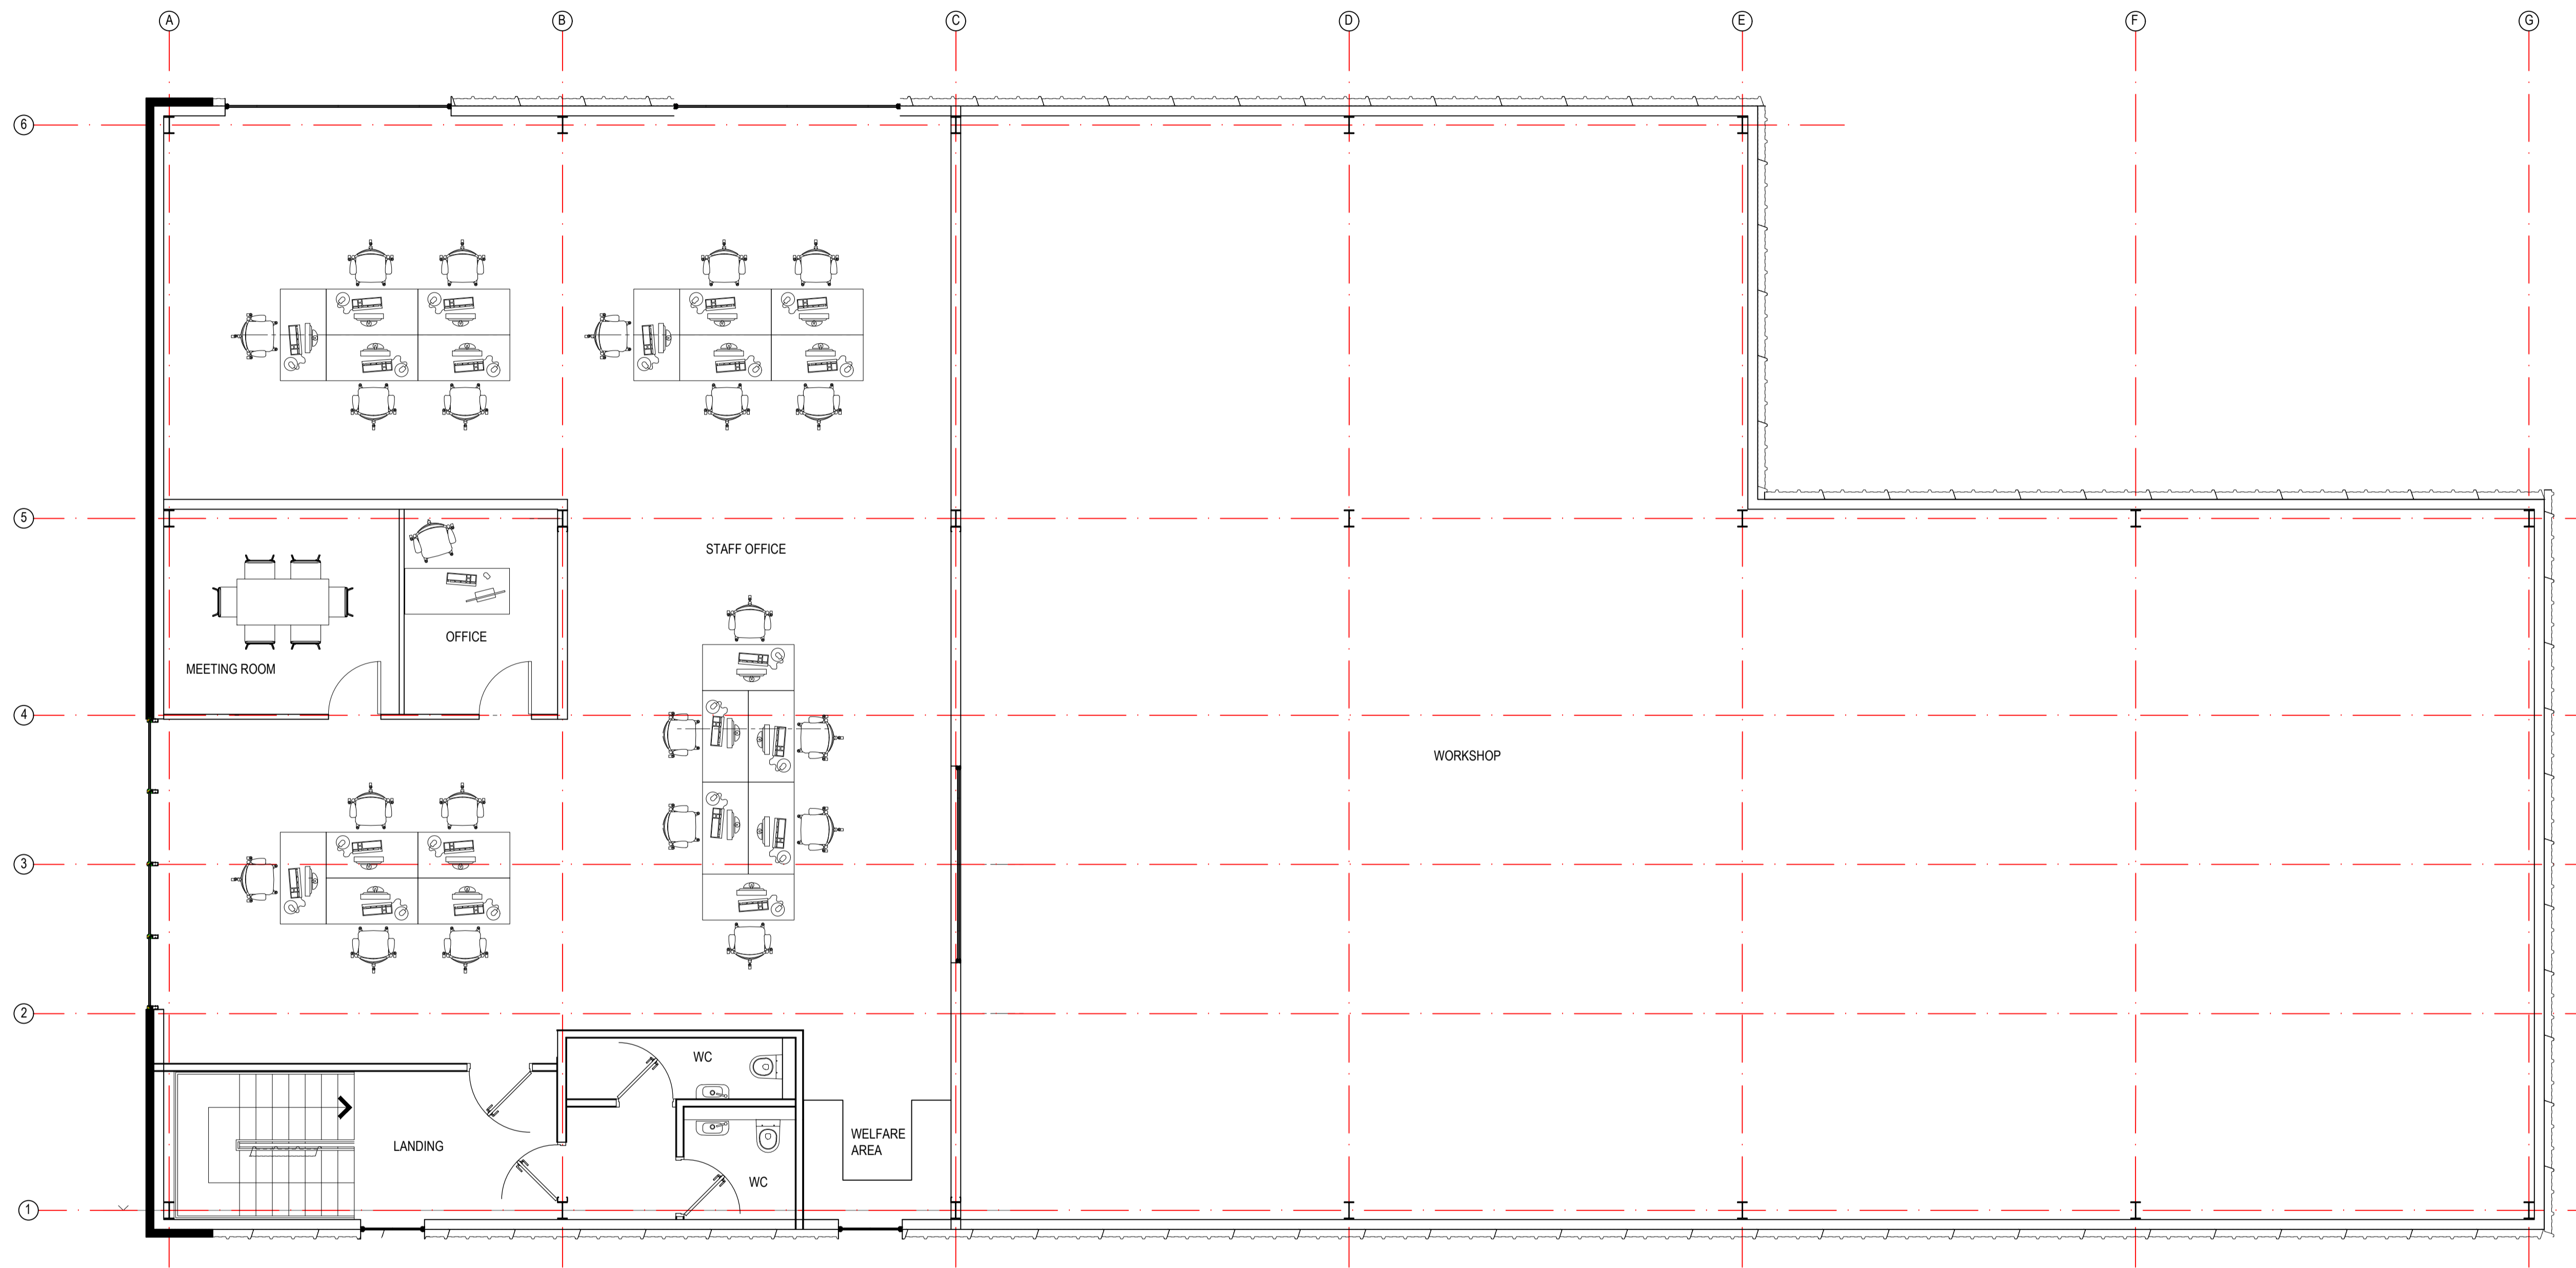 A
B
C
D
E
F
G
6
5
STAFF OFFICE
OFFICE
MEETING ROOM
4
WORKSHOP
3
2
WC
WELFARE
AREA
LANDING
WC
1